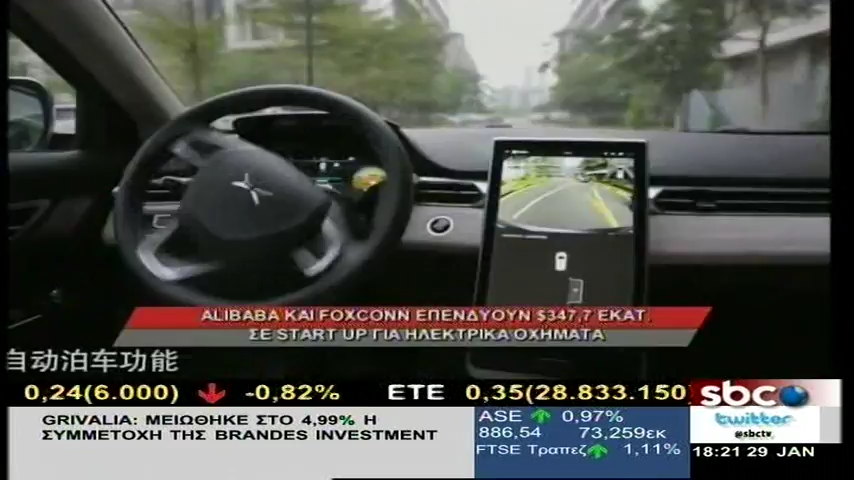 ALIBABA ΚΑΙ FOXCONN ΕΠΕΝΔΥΟΥΝ $347,7 ΕΚΑΤ.
ΣΕ START UP ΓΙΑ ΗΛΕΚΤΡΙΚΑ ΟΧΗΜΑΤΑ
自动泊车功能
0,24(6.000) -0,82% ΕΤΕ 0,35(28.833.150)
sbc
twitter
@sbctv_
18:21 29 JAN
GRIVALIA: ΜΕΙΩΘΗΚΕ ΣΤΟ 4,99% Η
ΣΥΜΜΕΤΟΧΗ ΤΗΣ BRANDES INVESTMENT
ASE 0,97%
886,54 73,259εκ
FTSE Τραπεζ 1,11%